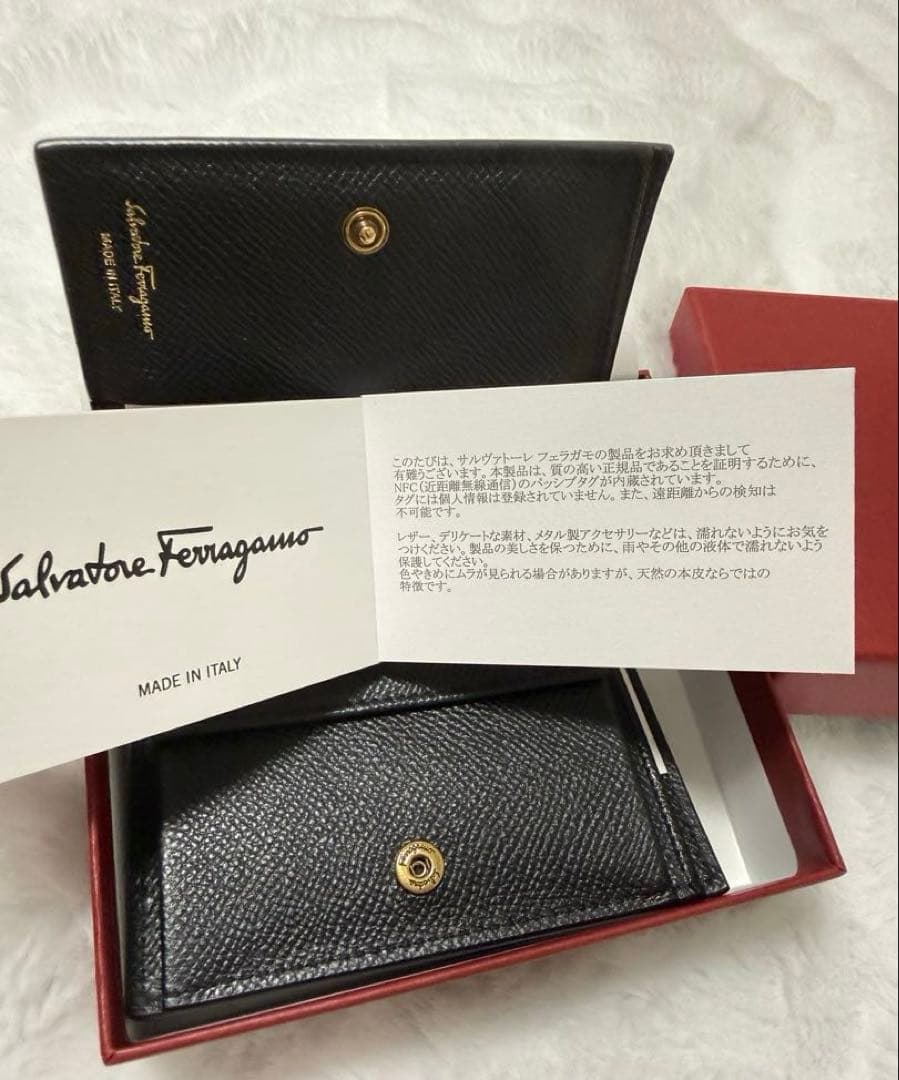 Salvatore Ferragamo
MADE IN ITALY
Salvatore Ferragamo
MADE IN ITALY
このたびは、サルヴァトーレ フェラガモの製品をお求め頂きまして
有難うございます。本製品は、質の高い正規品であることを証明するために、
NFC(近距離無線通信)のパッシブタグが内蔵されています。
タグには個人情報は登録されていません。また、遠距離からの検知は
不可能です。
レザー、デリケートな素材、メタル製アクセサリーなどは、濡れないようにお気を
つけください。製品の美しさを保つために、雨やその他の液体で濡れないよう
保護してください。
色やきめにムラが見られる場合がありますが、天然の本皮ならではの
特徴です。